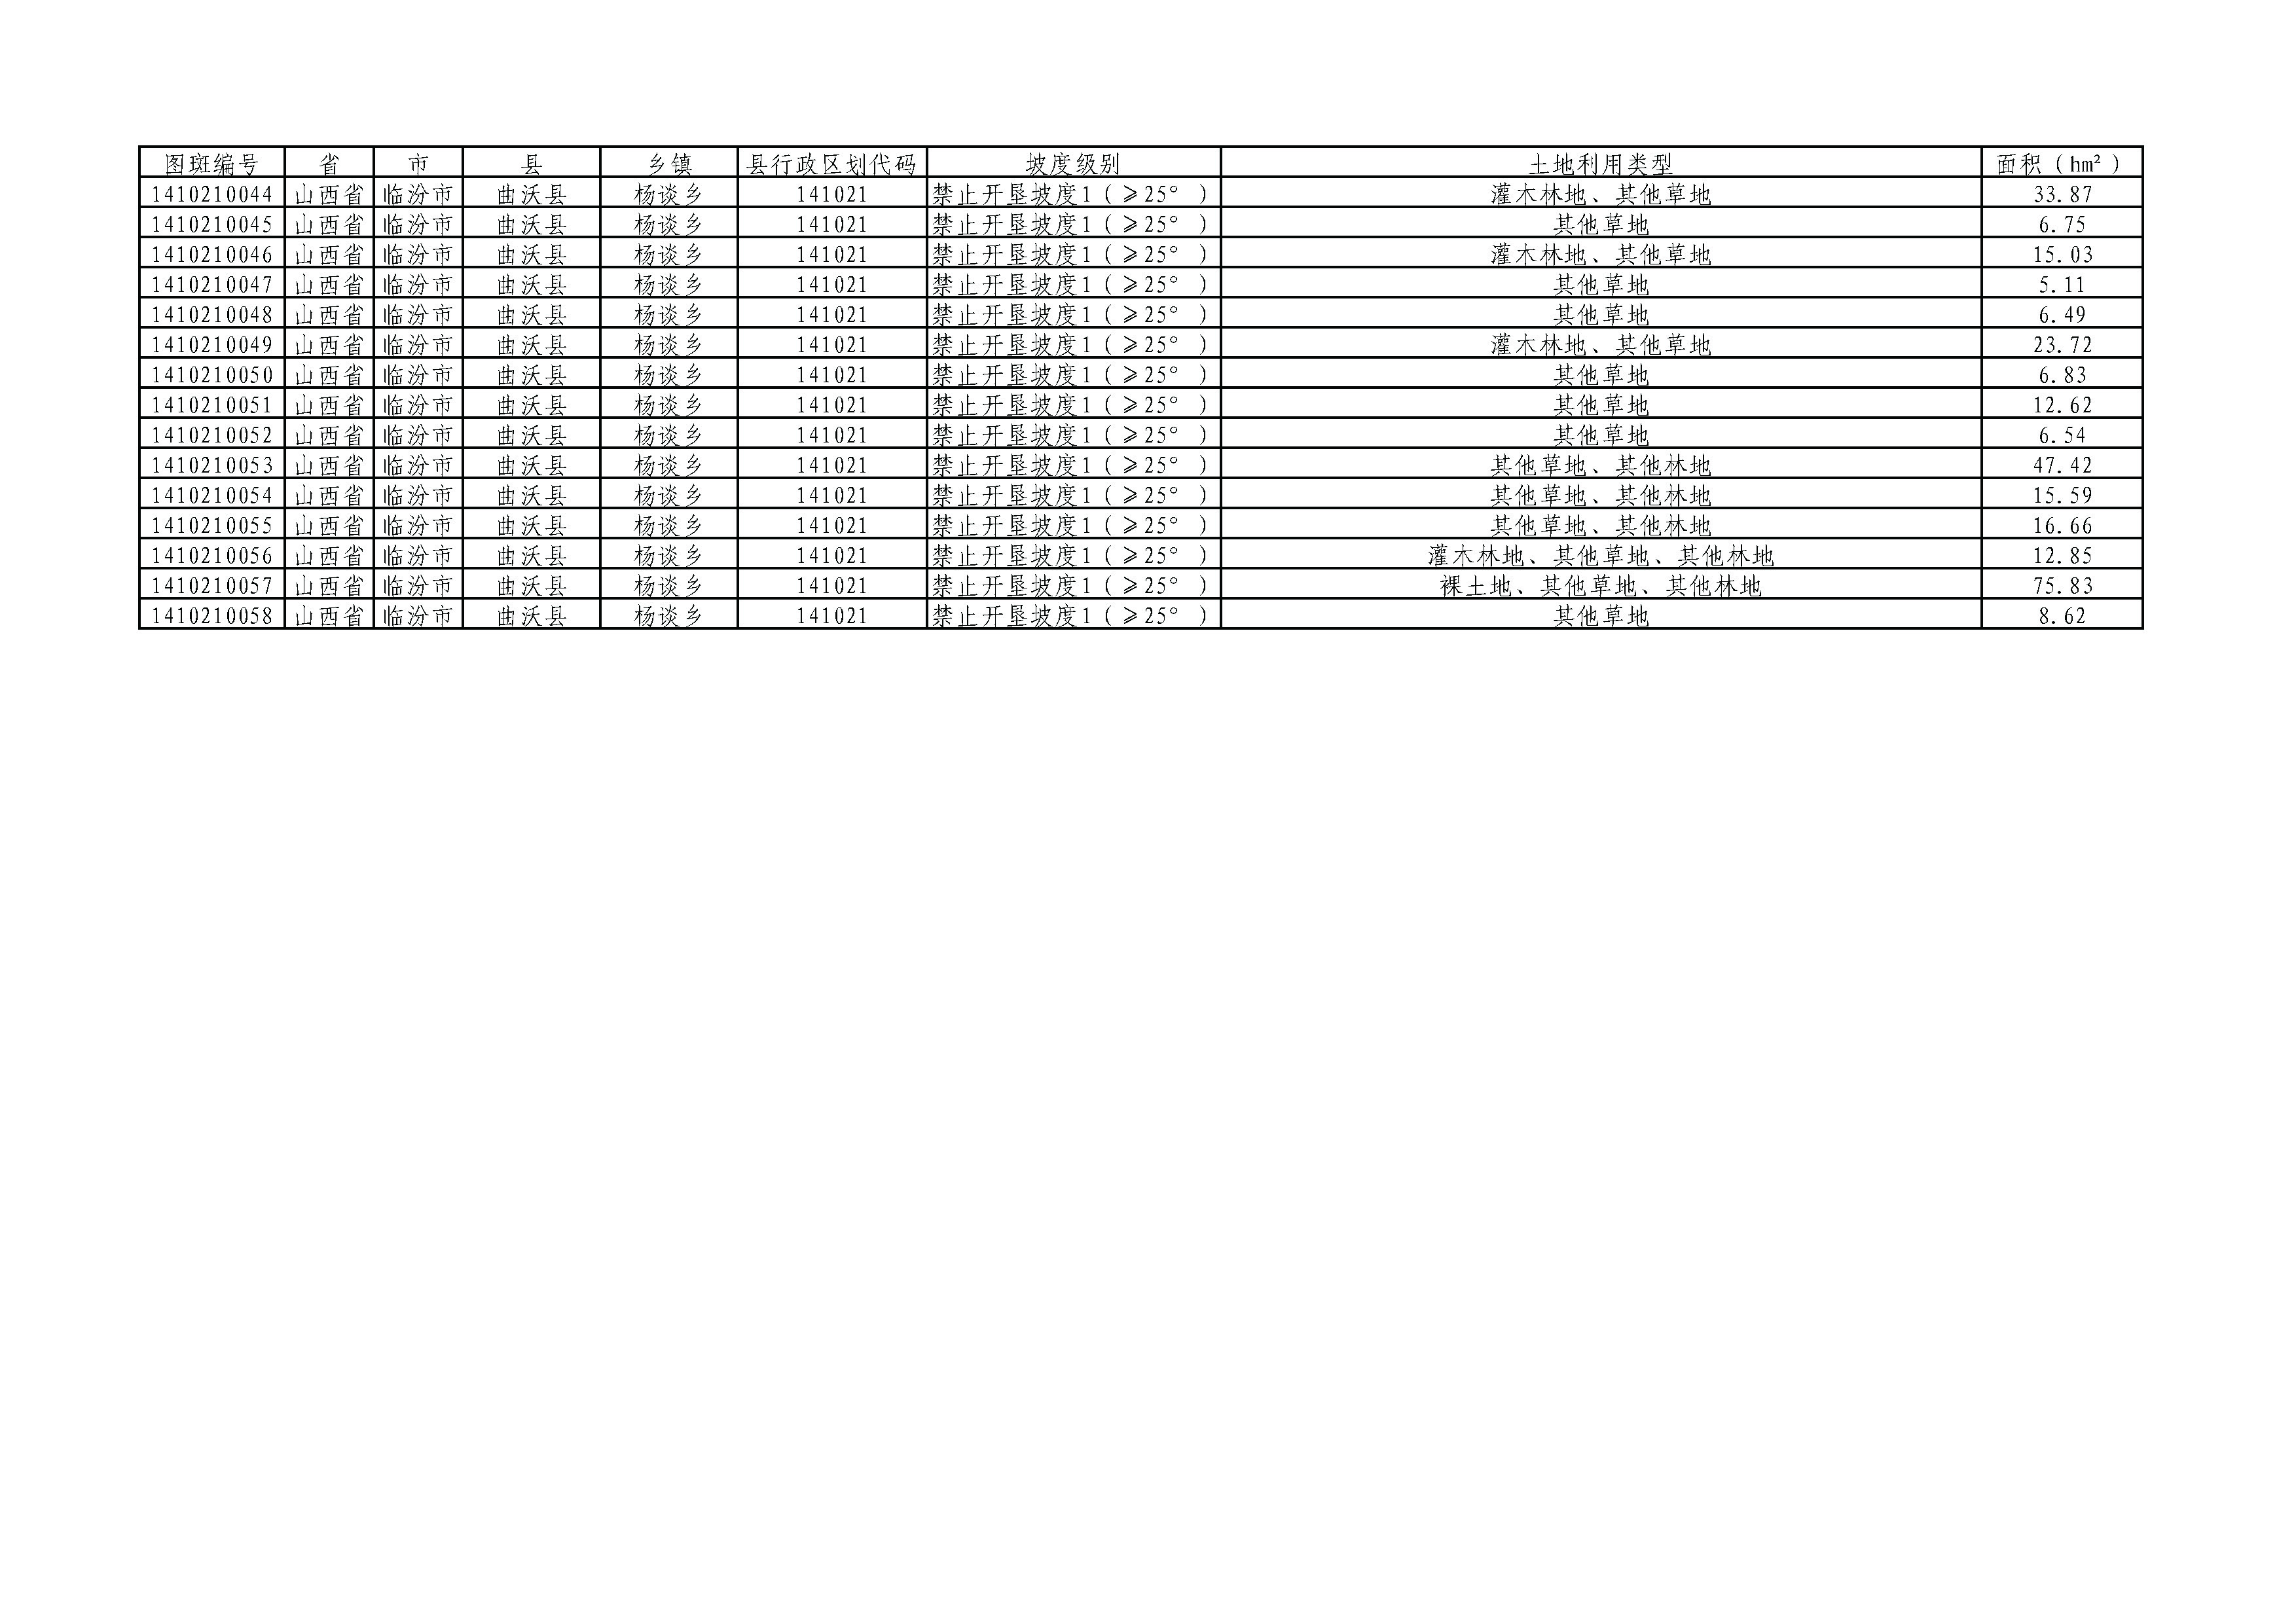 图斑编号 省 市 县 乡镇 县行政区划代码 坡度级别 土地利用类型 面积（hm²）
1410210044 山西省 临汾市 曲沃县 杨谈乡 141021 禁止开垦坡度1（≥25° ） 灌木林地、其他草地 33.87
1410210045 山西省 临汾市 曲沃县 杨谈乡 141021 禁止开垦坡度1（≥25° ） 其他草地 6.75
1410210046 山西省 临汾市 曲沃县 杨谈乡 141021 禁止开垦坡度1（≥25° ） 灌木林地、其他草地 15.03
1410210047 山西省 临汾市 曲沃县 杨谈乡 141021 禁止开垦坡度1（≥25° ） 其他草地 5.11
1410210048 山西省 临汾市 曲沃县 杨谈乡 141021 禁止开垦坡度1（≥25° ） 其他草地 6.49
1410210049 山西省 临汾市 曲沃县 杨谈乡 141021 禁止开垦坡度1（≥25° ） 灌木林地、其他草地 23.72
1410210050 山西省 临汾市 曲沃县 杨谈乡 141021 禁止开垦坡度1（≥25° ） 其他草地 6.83
1410210051 山西省 临汾市 曲沃县 杨谈乡 141021 禁止开垦坡度1（≥25° ） 其他草地 12.62
1410210052 山西省 临汾市 曲沃县 杨谈乡 141021 禁止开垦坡度1（≥25° ） 其他草地 6.54
1410210053 山西省 临汾市 曲沃县 杨谈乡 141021 禁止开垦坡度1（≥25° ） 其他草地、其他林地 47.42
1410210054 山西省 临汾市 曲沃县 杨谈乡 141021 禁止开垦坡度1（≥25° ） 其他草地、其他林地 15.59
1410210055 山西省 临汾市 曲沃县 杨谈乡 141021 禁止开垦坡度1（≥25° ） 其他草地、其他林地 16.66
1410210056 山西省 临汾市 曲沃县 杨谈乡 141021 禁止开垦坡度1（≥25° ） 灌木林地、其他草地、其他林地 12.85
1410210057 山西省 临汾市 曲沃县 杨谈乡 141021 禁止开垦坡度1（≥25° ） 裸土地、其他草地、其他林地 75.83
1410210058 山西省 临汾市 曲沃县 杨谈乡 141021 禁止开垦坡度1（≥25° ） 其他草地 8.62